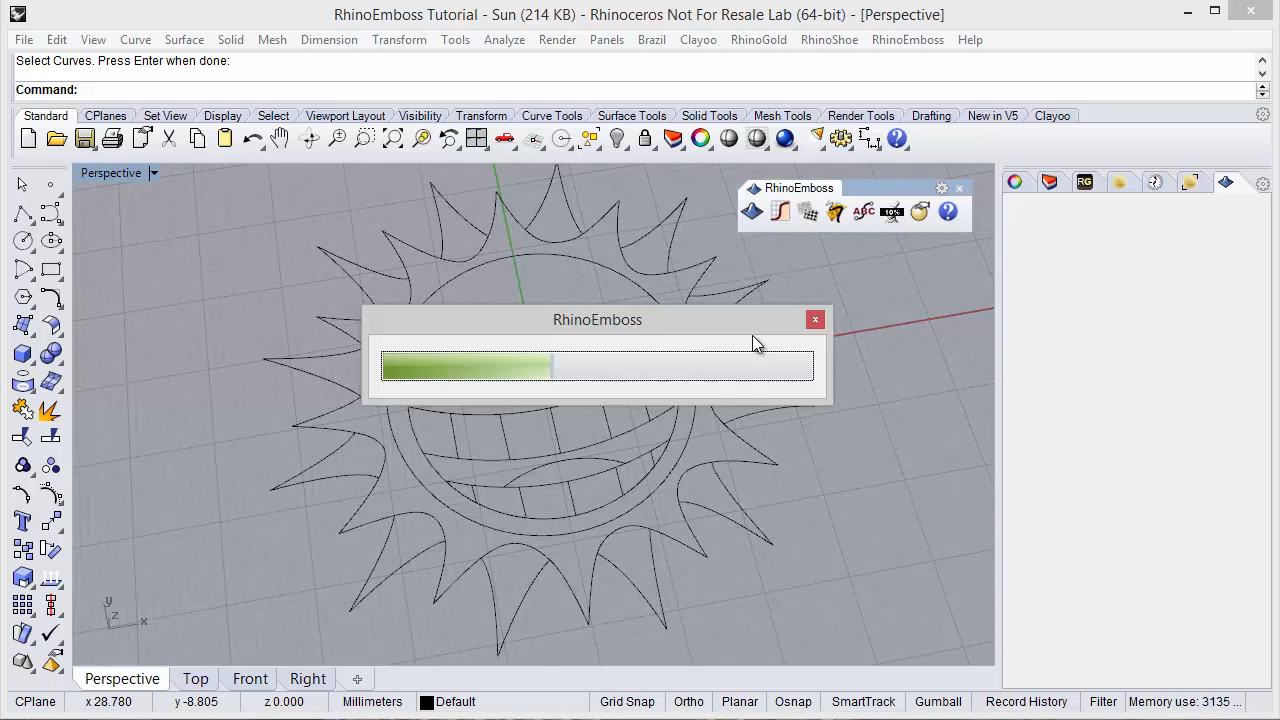 RhinoEmboss Tutorial - Sun (214 KB) - Rhinoceros Not For Resale Lab (64-bit) - [Perspective]
File Edit View Curve Surface Solid Mesh Dimension Transform Tools Analyze Render Panels Brazil Clayoo RhinoGold RhinoShoe RhinoEmboss Help
Select Curves. Press Enter when done:
Command:
Standard CPlanes Set View Display Select Viewport Layout Visibility Transform Curve Tools Surface Tools Solid Tools Mesh Tools Render Tools Drafting New in V5 Clayoo
Perspective
RG
RhinoEmboss
ABC 10%
RhinoEmboss
y
z
x
Perspective Top Front Right
CPlane x 28.780 y -8.805 z 0.000 Millimeters Default Grid Snap Ortho Planar Osnap SmartTrack Gumball Record History Filter Memory use: 3135 ...